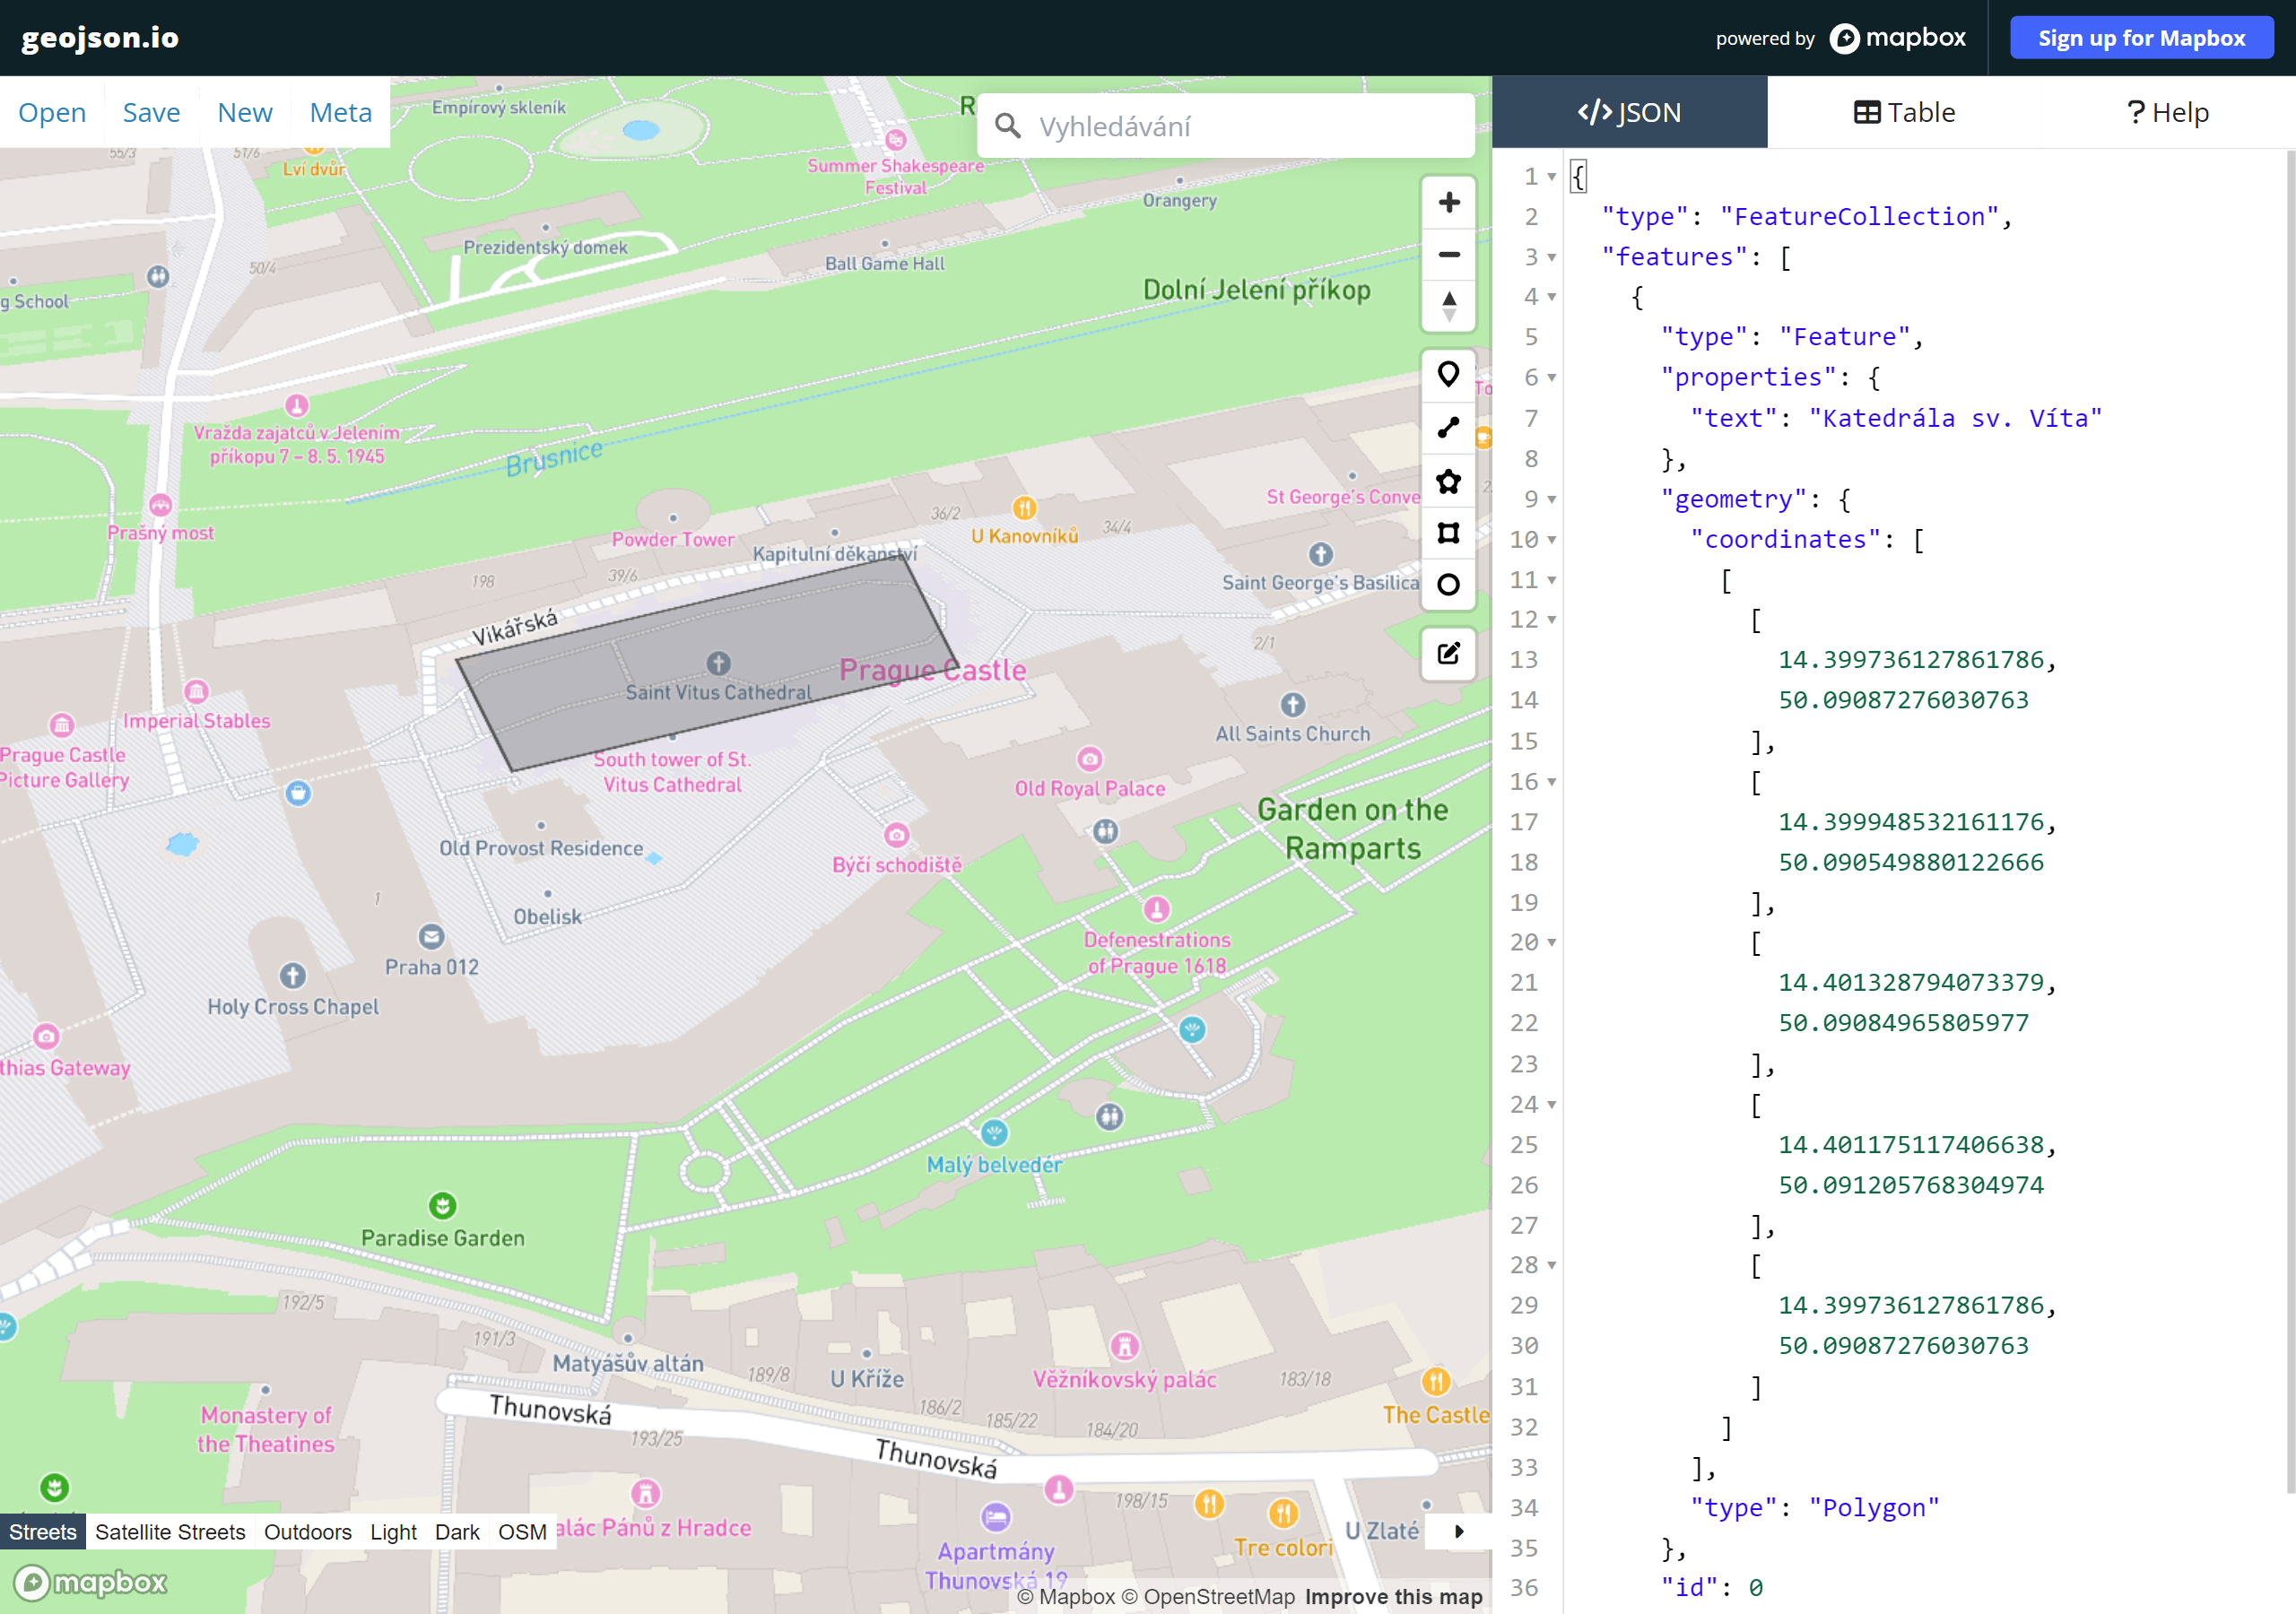 geojson.io
powered by mapbox
Sign up for Mapbox
Open Save New Meta
Vyhledávání
</>JSON
Table
? Help
Empírový skleník
R
55/3
51/6
Lví dvůr
Summer Shakespeare
Festival
Orangery
Prezidentský domek
Ball Game Hall
50/4
g School
Dolní Jelení příkop
Vražda zajatců v Jelením
příkopu 7 – 8. 5. 1945
Brusnice
To
Prašný most
Powder Tower
Kapitulní děkanství
36/2
U Kanovníků
34/4
St George's Conve
2
198
39/6
Saint George's Basilica
Vikářská
2/1
Prague Castle
Saint Vitus Cathedral
Imperial Stables
Prague Castle
Picture Gallery
South tower of St.
Vitus Cathedral
All Saints Church
Old Royal Palace
Garden on the
Ramparts
Old Provost Residence
Býčí schodiště
1
Obelisk
Praha 012
Defenestrations
of Prague 1618
Holy Cross Chapel
thias Gateway
Malý belvedér
Paradise Garden
192/5
191/3
Matyášův altán
189/8
U Kříže
Věžníkovský palác
183/18
Thunovská
186/2
185/22
184/20
The Castle
Monastery of
the Theatines
193/25
Thunovská
198/15
alác Pánů z Hradce
Tre colori
U Zlaté
Apartmány
Thunovská 19
Streets Satellite Streets Outdoors Light Dark OSM
mapbox
© Mapbox © OpenStreetMap Improve this map
1 {
2 "type": "FeatureCollection",
3 "features": [
4 {
5 "type": "Feature",
6 "properties": {
7 "text": "Katedrála sv. Víta"
8 },
9 "geometry": {
10 "coordinates": [
11 [
12 [
13 14.399736127861786,
14 50.09087276030763
15 ],
16 [
17 14.399948532161176,
18 50.090549880122666
19 ],
20 [
21 14.401328794073379,
22 50.09084965805977
23 ],
24 [
25 14.401175117406638,
26 50.091205768304974
27 ],
28 [
29 14.399736127861786,
30 50.09087276030763
31 ]
32 ]
33 ],
34 "type": "Polygon"
35 },
36 "id": 0